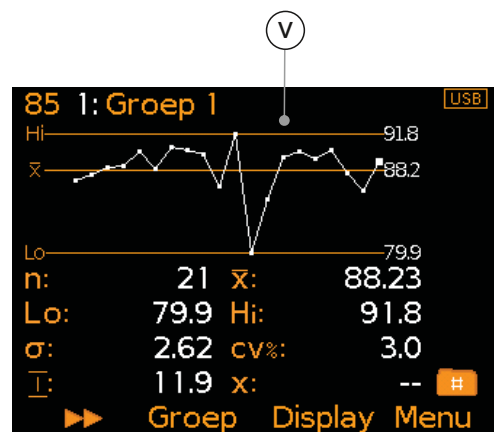 V
85 1: Groep 1 USB
Hi 91.8
x̅ 88.2
Lo 79.9
n: 21 x̅: 88.23
Lo: 79.9 Hi: 91.8
σ: 2.62 cv%: 3.0
工: 11.9 x: -- #
Groep Display Menu